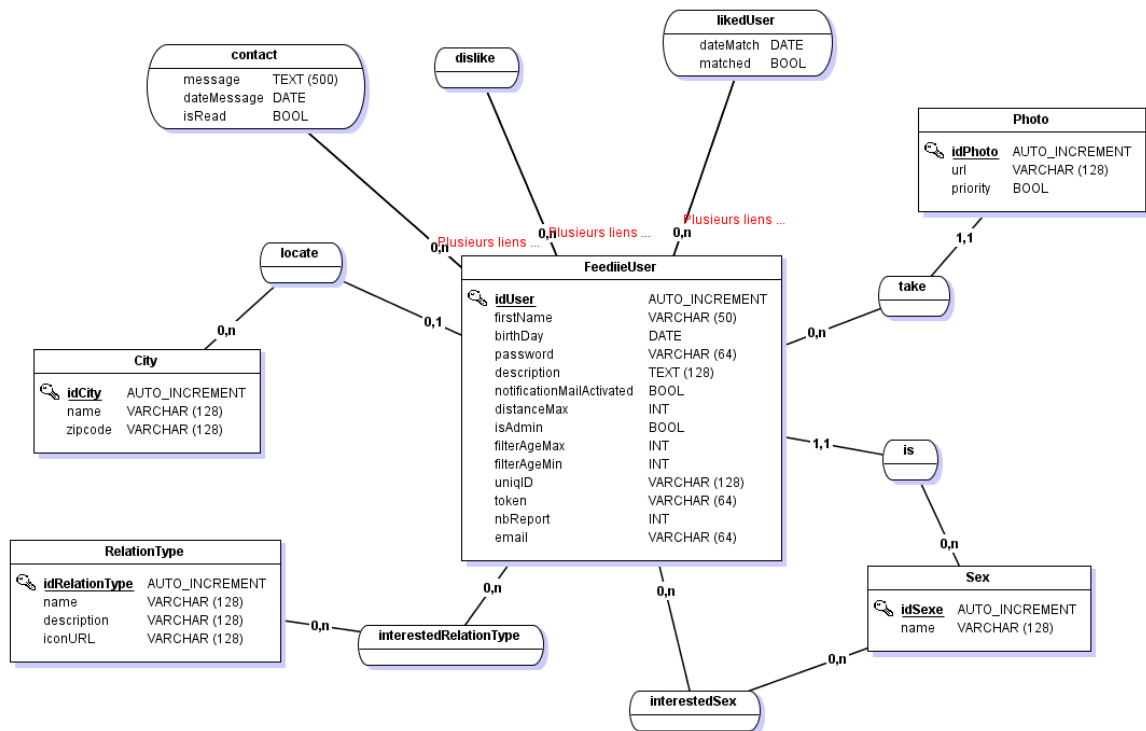 likedUser
dateMatch DATE
matched BOOL
contact
message TEXT (500)
dateMessage DATE
isRead BOOL
dislike
Photo
idPhoto AUTO_INCREMENT
url VARCHAR (128)
priority BOOL
Plusieurs liens ...
0,n
Plusieurs liens ...
0,n
Plusieurs liens ...
0,n
1,1
locate
take
0,n
0,1
0,n
FeediieUser
idUser AUTO_INCREMENT
firstName VARCHAR (50)
birthDay DATE
password VARCHAR (64)
description TEXT (128)
notificationMailActivated BOOL
distanceMax INT
isAdmin BOOL
filterAgeMax INT
filterAgeMin INT
uniqID VARCHAR (128)
token VARCHAR (64)
nbReport INT
email VARCHAR (64)
City
idCity AUTO_INCREMENT
name VARCHAR (128)
zipcode VARCHAR (128)
1,1
is
0,n
RelationType
idRelationType AUTO_INCREMENT
name VARCHAR (128)
description VARCHAR (128)
iconURL VARCHAR (128)
0,n
0,n
interestedRelationType
0,n
Sex
idSexe AUTO_INCREMENT
name VARCHAR (128)
0,n
interestedSex